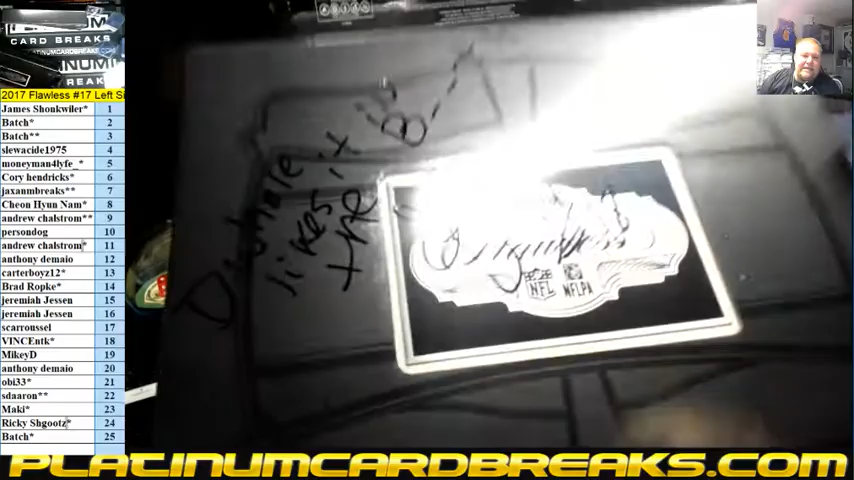 CARD BREAKS
PLATINUMCARDBREAKS.COM
2017 Flawless #17 Left Si
James Shonkwiler* 1
Batch* 2
Batch** 3
slewacide1975 4
moneyman4lyfe_* 5
Cory hendricks* 6
jaxanmbreaks** 7
Cheon Hyun Nam* 8
andrew chalstrom** 9
persondog 10
andrew chalstrom* 11
anthony demaio 12
carterboyz12* 13
Brad Ropke* 14
jeremiah Jessen 15
jeremiah Jessen 16
scarroussel 17
VINCEntk* 18
MikeyD 19
anthony demaio 20
obi33* 21
sdaaron** 22
Maki* 23
Ricky Shgootz* 24
Batch* 25
likes it
the
Flawless
NFL NFLPA
PLATINUMCARDBREAKS.COM